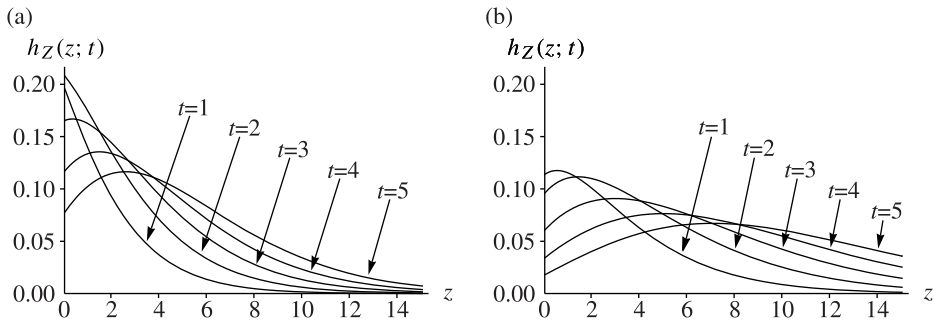 (a)
h_Z(z; t)
0.20
0.15
0.10
0.05
0.00
0 2 4 6 8 10 12 14 z
t=1
t=2
t=3
t=4
t=5
(b)
h_Z(z; t)
0.20
0.15
0.10
0.05
0.00
0 2 4 6 8 10 12 14 z
t=1
t=2
t=3
t=4
t=5